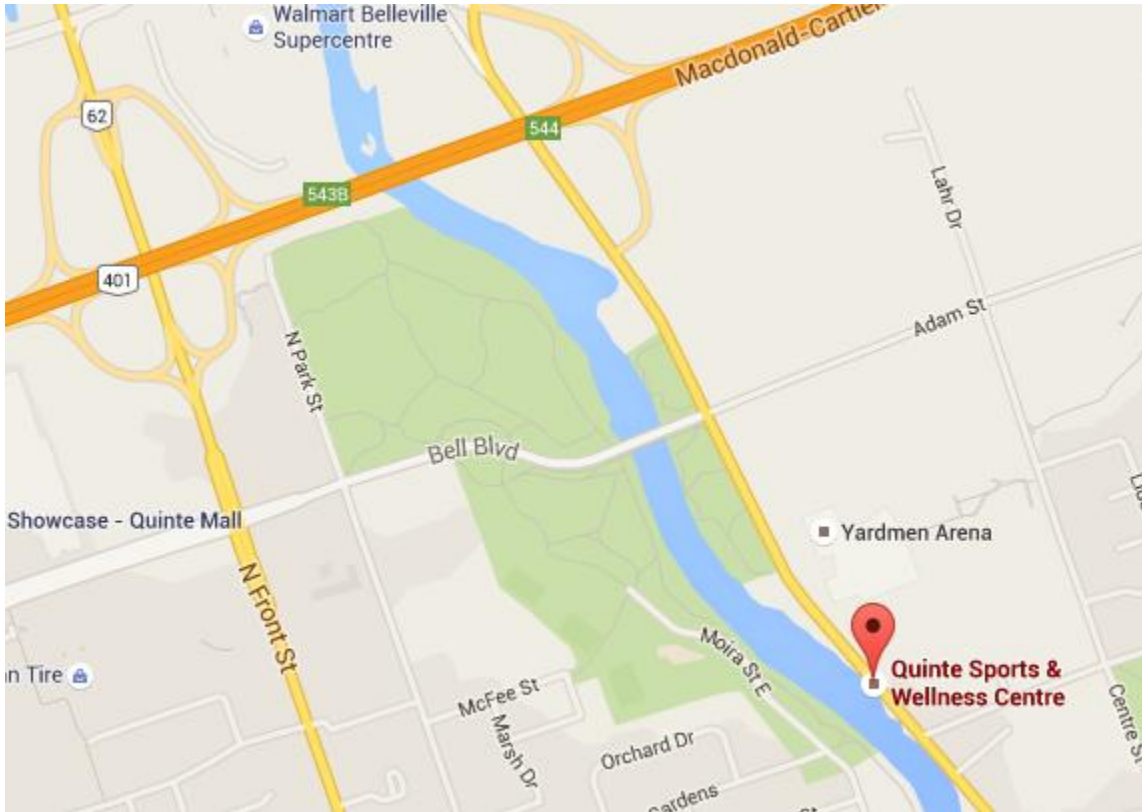 Walmart Belleville
Supercentre
Macdonald-Cartier
62
544
543B
Lahr Dr
401
Adam St
N Park St
Bell Blvd
Showcase - Quinte Mall
Yardmen Arena
N Front St
Moira St E
Quinte Sports &
Wellness Centre
n Tire
McFee St
Marsh Dr
Centre St
Orchard Dr
Gardens
St